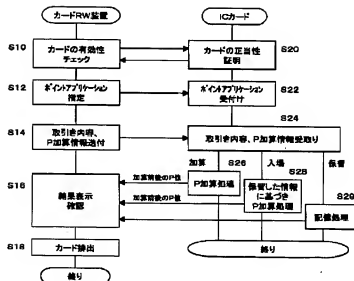 カードRW装置
ICカード
S10
カードの有効性
チェック
カードの正当性
証明
S20
S12
ポイントアプリケーション
指定
ポイントアプリケーション
受付け
S22
S24
S14
取引き内容、
P加算情報送付
取引き内容、P加算情報受取り
加算
S26
入場
S28
保留
加算前後のP値
P加算処理
S16
結果表示
確認
加算前後のP値
保留した情報
に基づき
P加算処理
S29
記憶処理
S18
カード排出
終り
終り